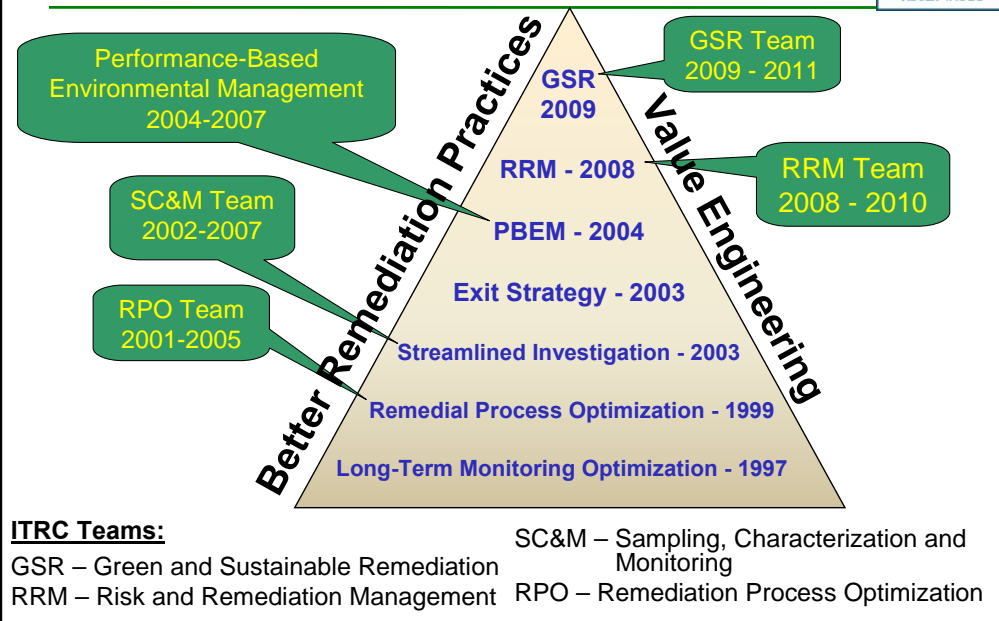 Performance-Based
Environmental Management
2004-2007
GSR Team
2009 - 2011
SC&M Team
2002-2007
RRM Team
2008 - 2010
RPO Team
2001-2005
Better Remediation Practices
Value Engineering
GSR
2009
RRM - 2008
PBEM - 2004
Exit Strategy - 2003
Streamlined Investigation - 2003
Remedial Process Optimization - 1999
Long-Term Monitoring Optimization - 1997
ITRC Teams:
GSR – Green and Sustainable Remediation
RRM – Risk and Remediation Management
SC&M – Sampling, Characterization and
Monitoring
RPO – Remediation Process Optimization